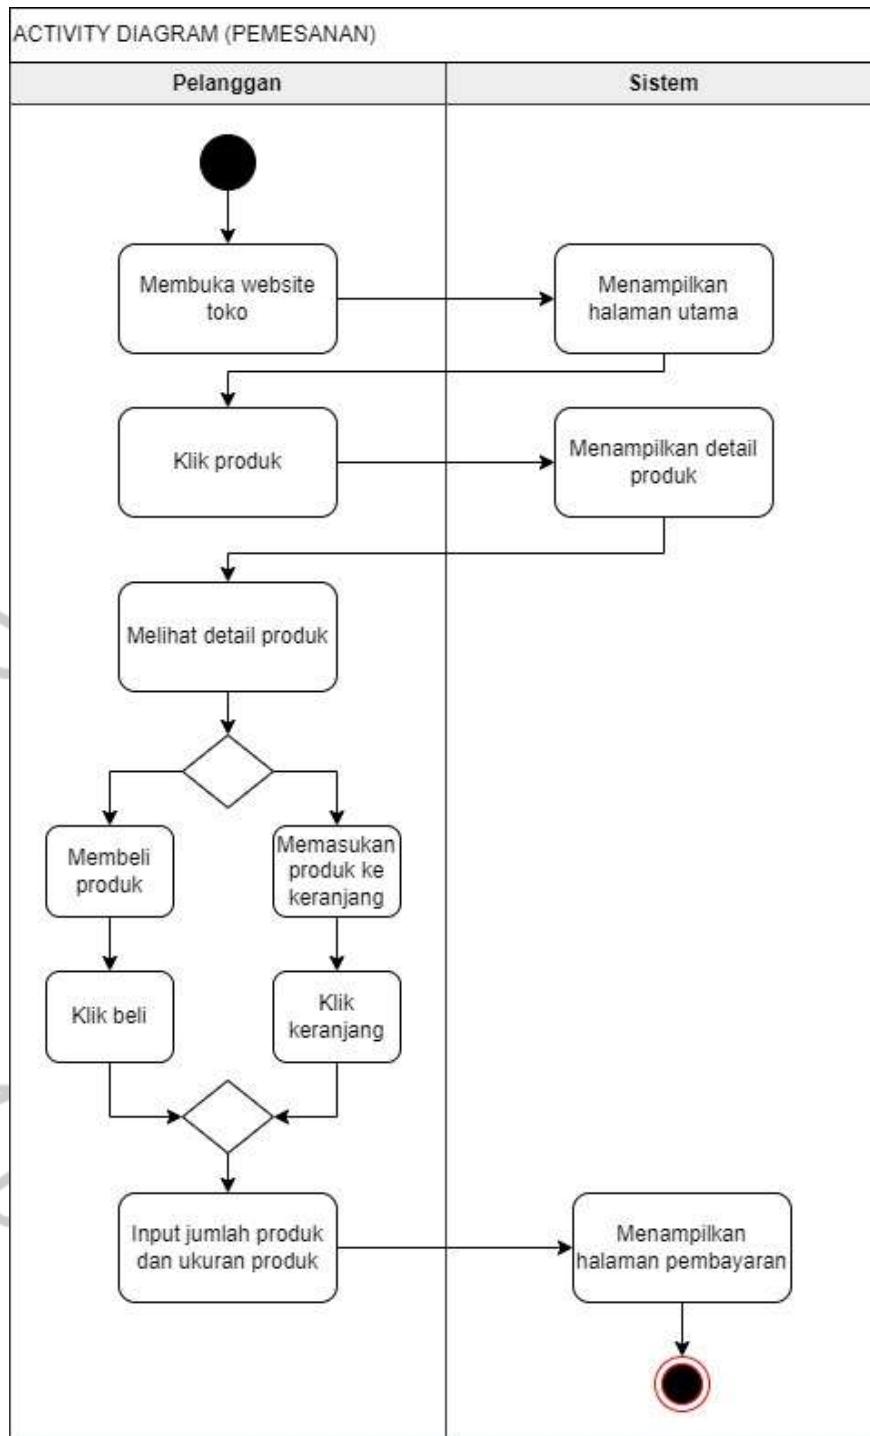 ACTIVITY DIAGRAM (PEMESANAN)
Pelanggan
Sistem
Membuka website
toko
Menampilkan
halaman utama
Klik produk
Menampilkan detail
produk
Melihat detail produk
Membeli
produk
Memasukan
produk ke
keranjang
Klik beli
Klik
keranjang
Input jumlah produk
dan ukuran produk
Menampilkan
halaman pembayaran